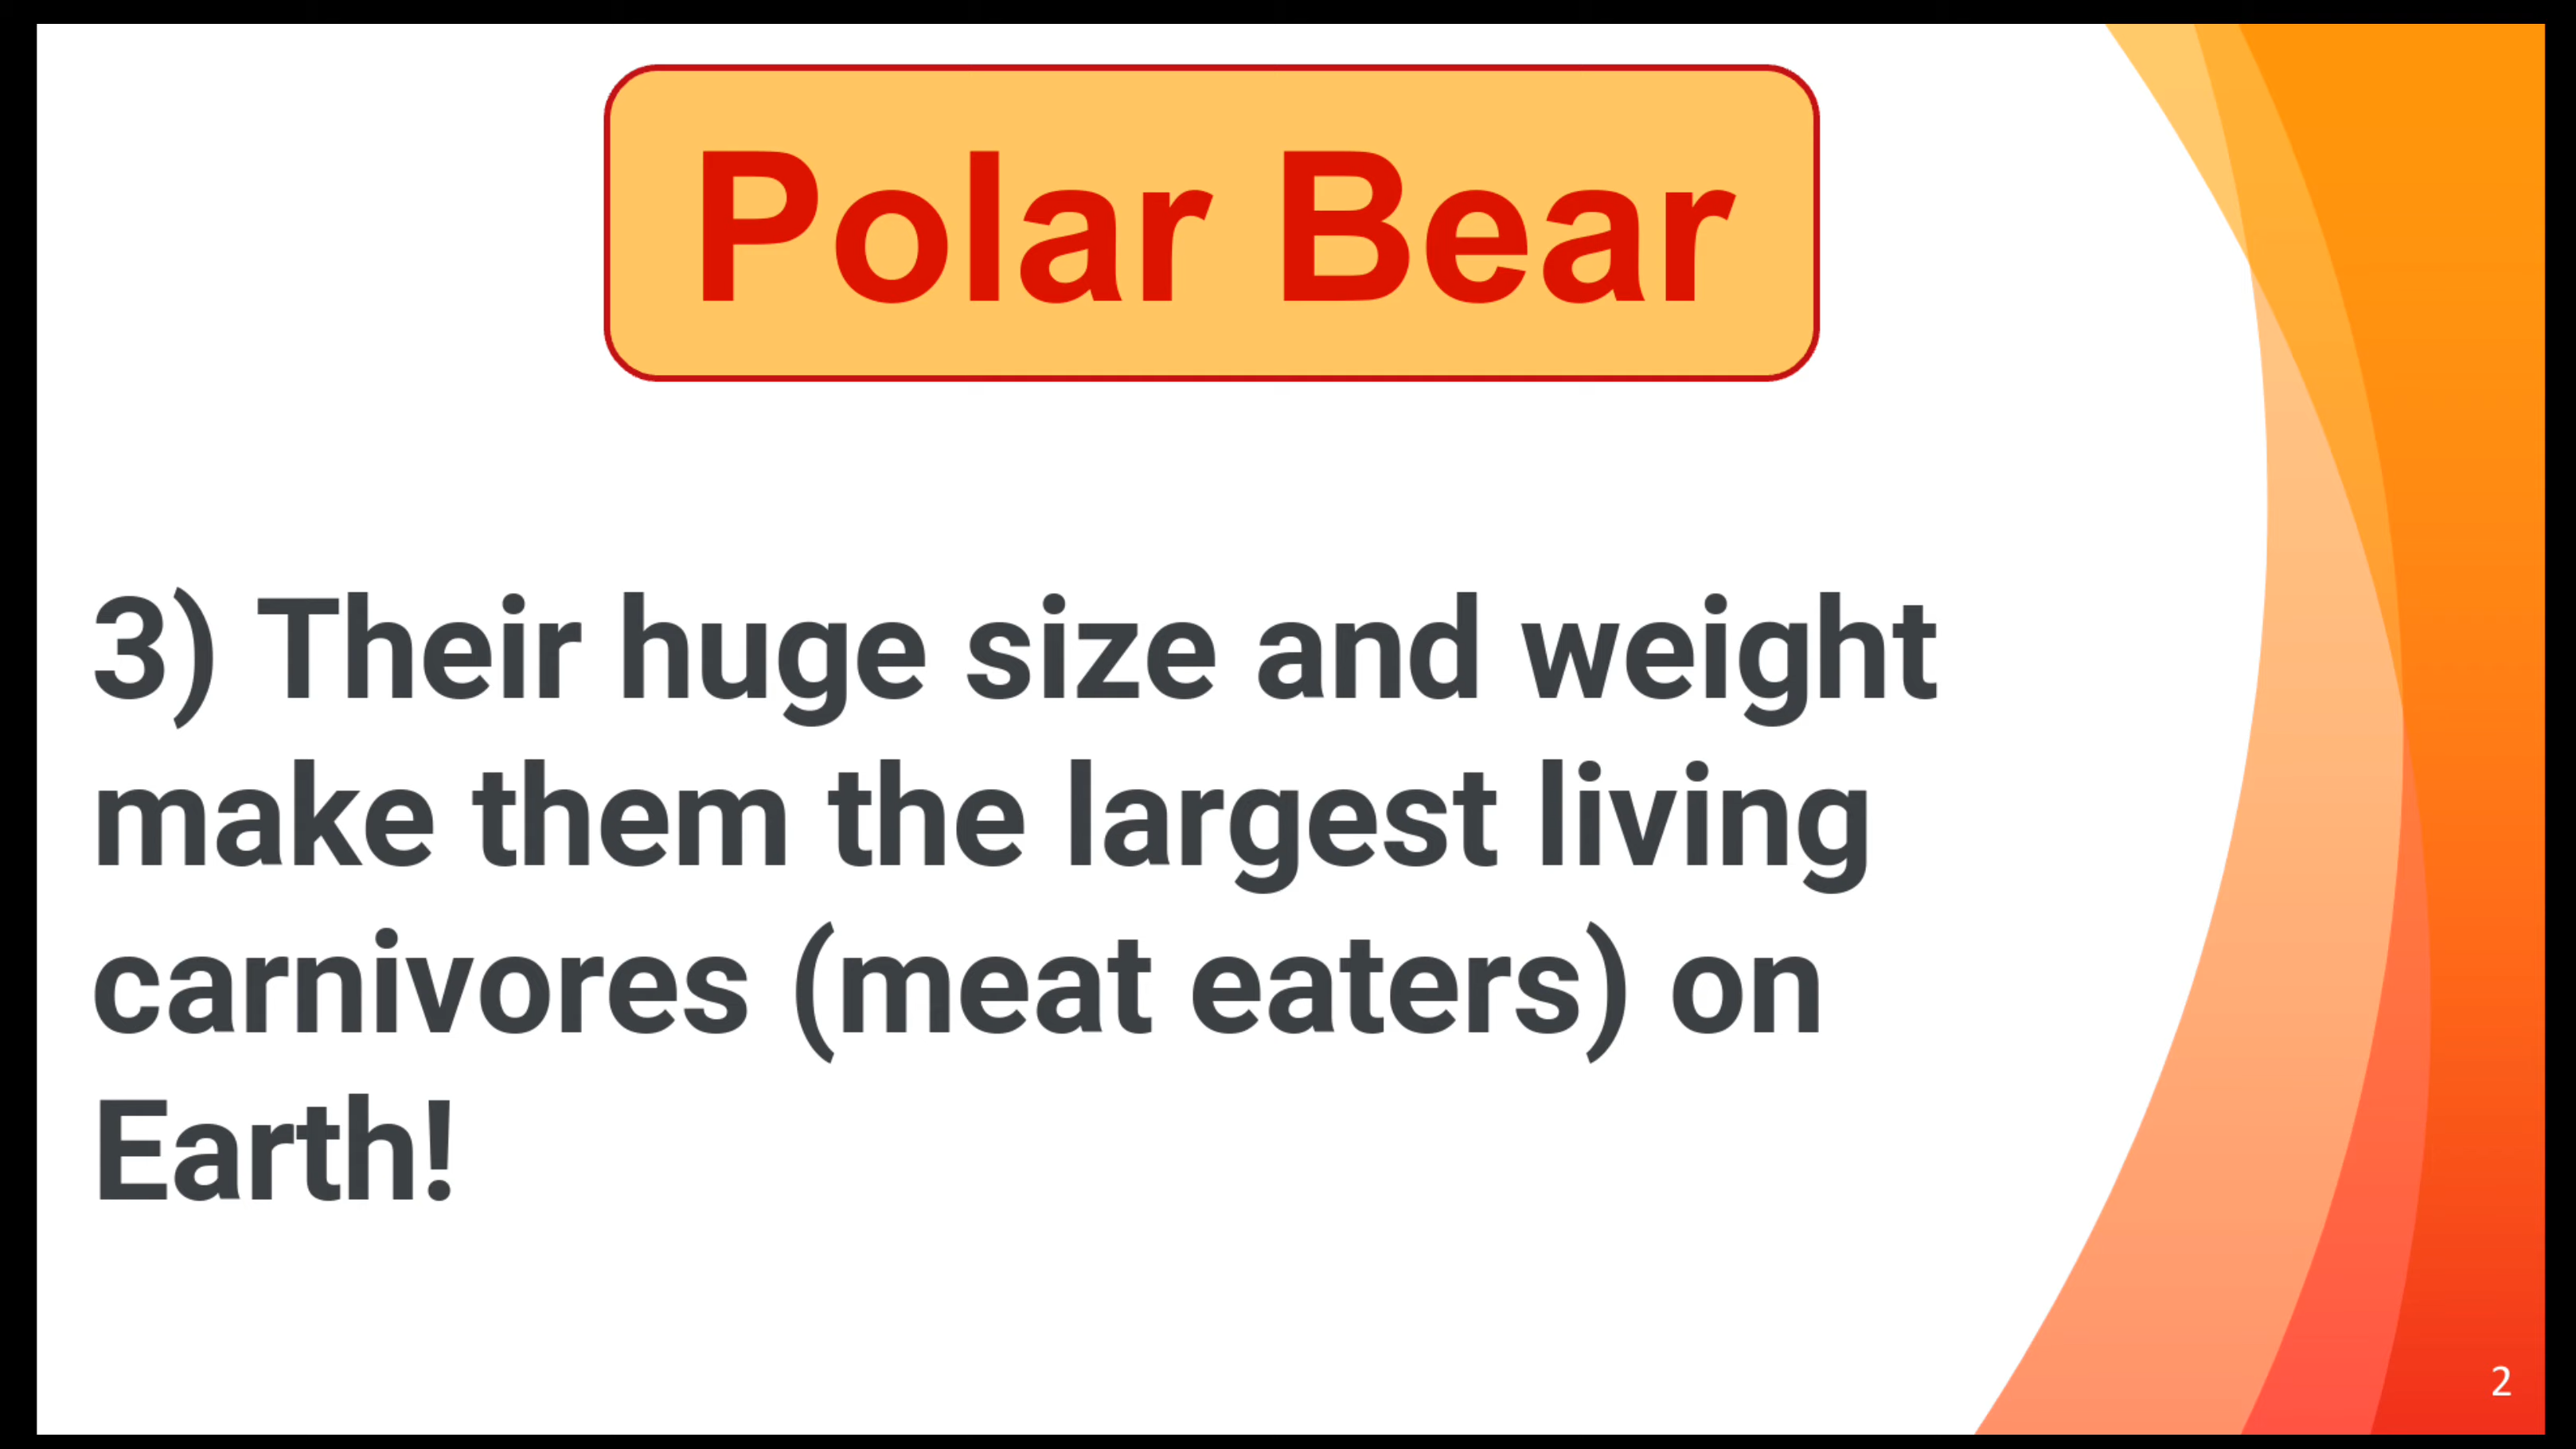 Polar Bear
3) Their huge size and weight
make them the largest living
carnivores (meat eaters) on
Earth!
2